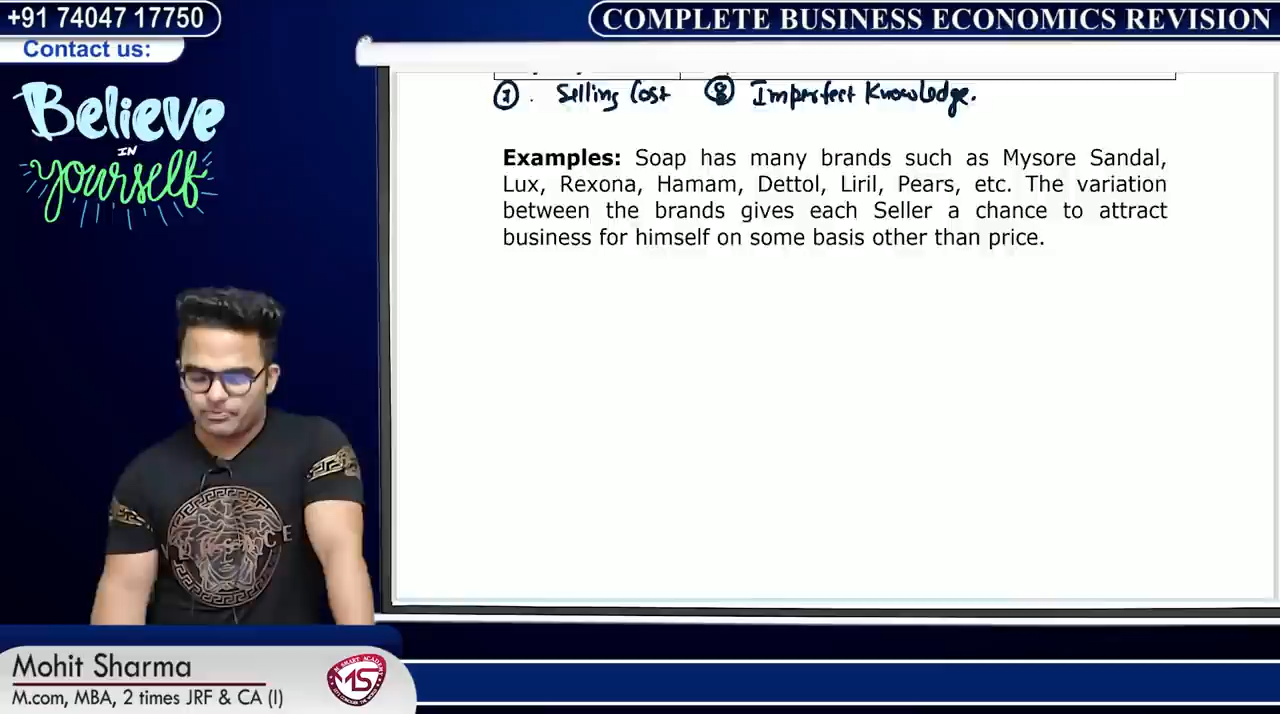 +91 74047 17750
COMPLETE BUSINESS ECONOMICS REVISION
Contact us:
Believe
IN
yourself
⑦. Selling Cost ⑧ Imperfect Knowledge.
Examples: Soap has many brands such as Mysore Sandal,
Lux, Rexona, Hamam, Dettol, Liril, Pears, etc. The variation
between the brands gives each Seller a chance to attract
business for himself on some basis other than price.
Mohit Sharma
M.com, MBA, 2 times JRF & CA (I)
MS